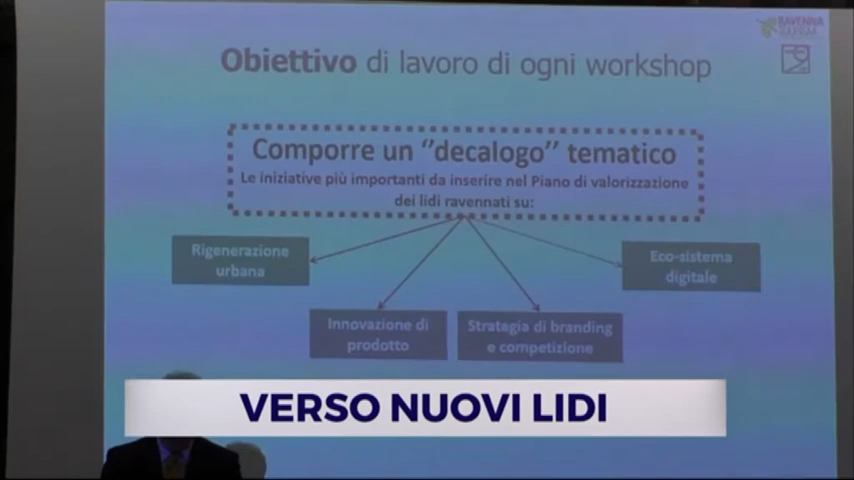 RAVENNA
TOURISM
Obiettivo di lavoro di ogni workshop
Comporre un ‘‘decalogo’’ tematico
Le iniziative più importanti da inserire nel Piano di valorizzazione
dei lidi ravennati su:
Rigenerazione
urbana
Eco-sistema
digitale
Innovazione di
prodotto
Strategia di branding
e competizione
VERSO NUOVI LIDI